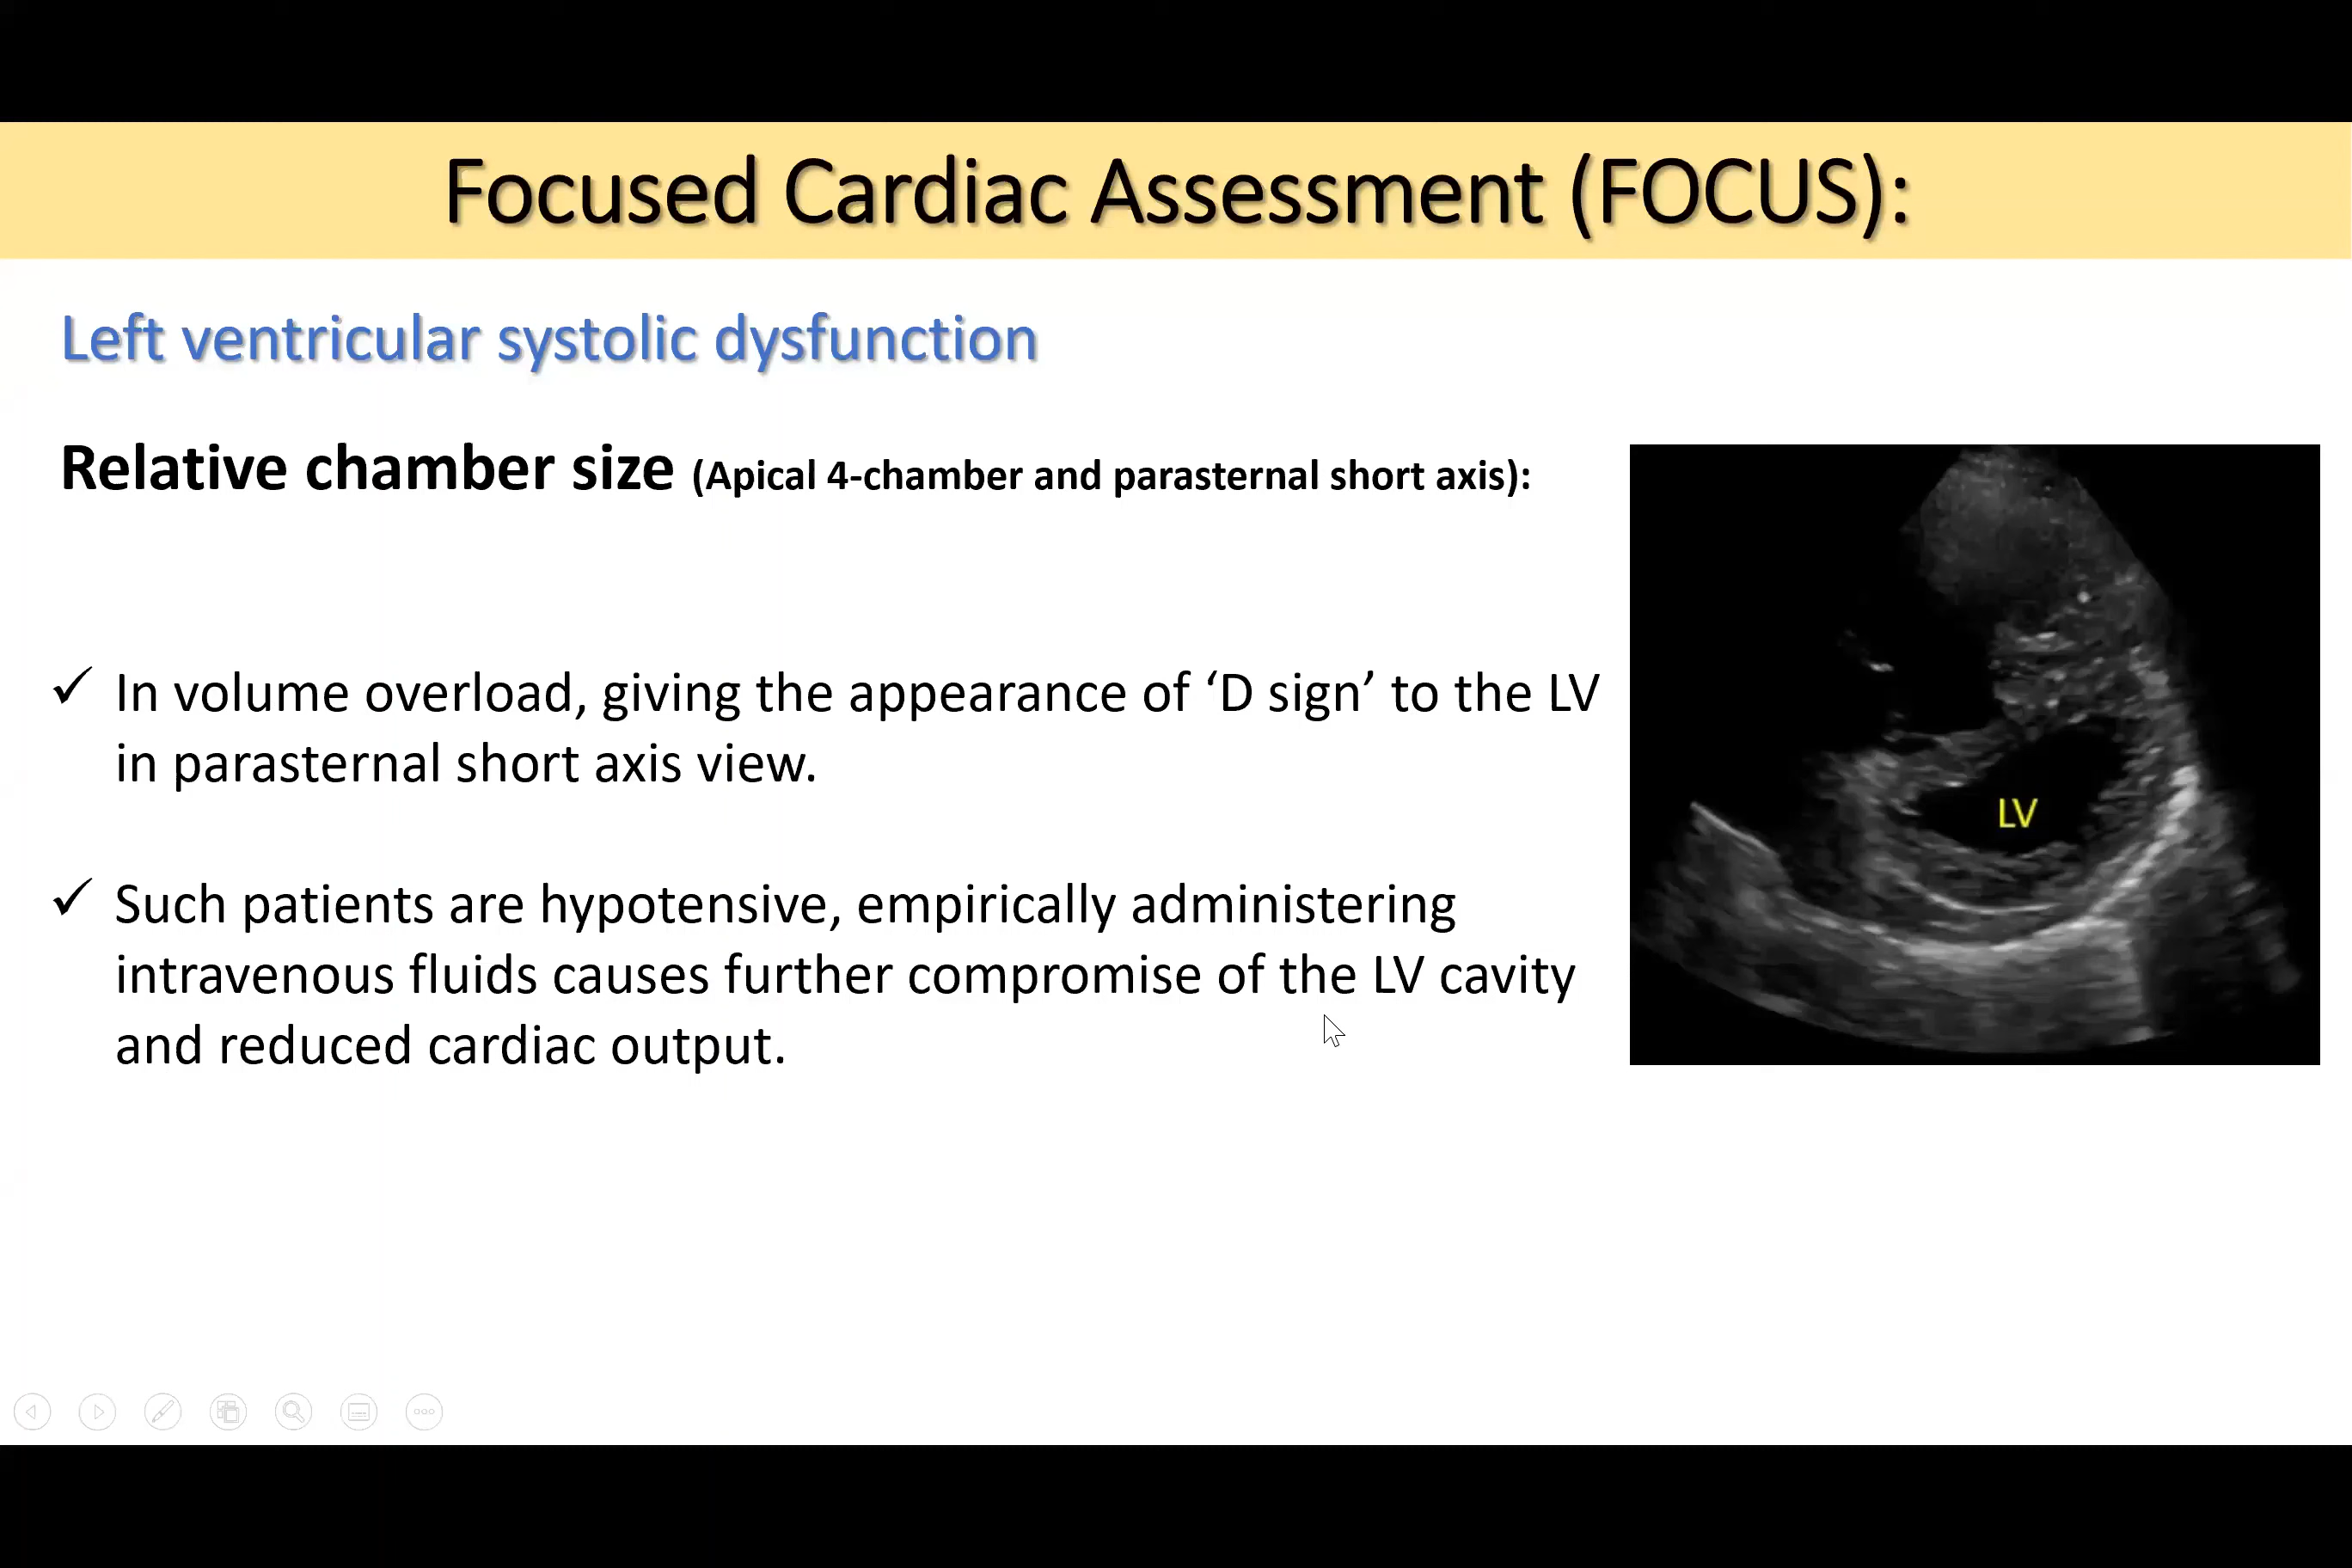 Focused Cardiac Assessment (FOCUS):
Left ventricular systolic dysfunction
Relative chamber size (Apical 4-chamber and parasternal short axis):
✓ In volume overload, giving the appearance of ‘D sign’ to the LV
in parasternal short axis view.
✓ Such patients are hypotensive, empirically administering
intravenous fluids causes further compromise of the LV cavity
and reduced cardiac output.
LV